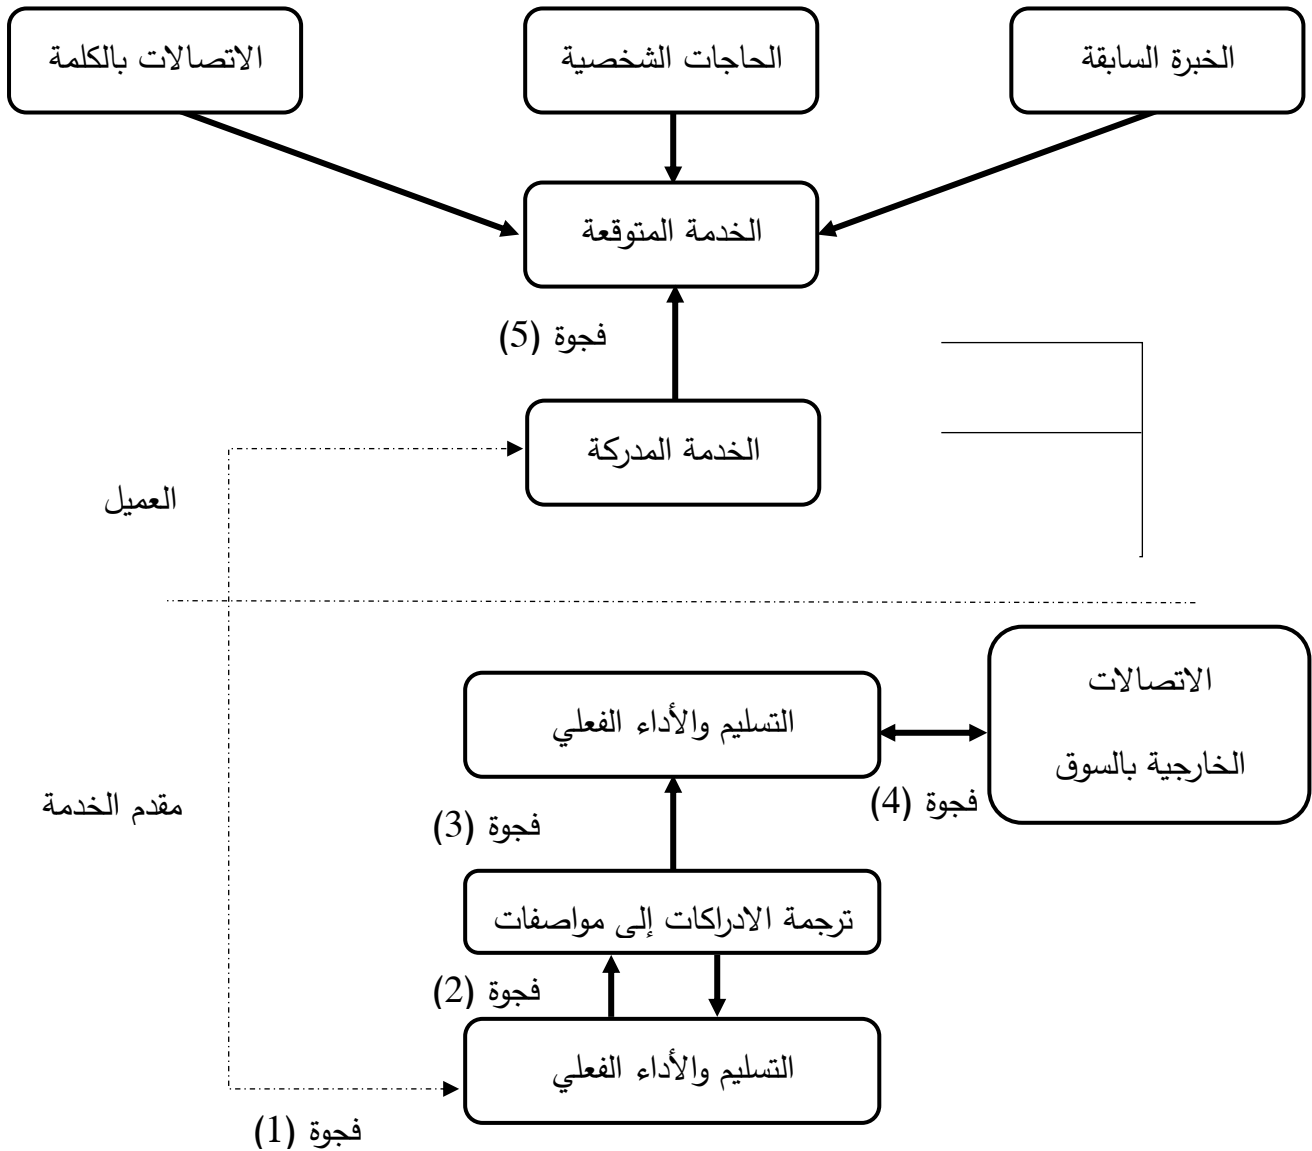 الخبرة السابقة
الحاجات الشخصية
الاتصالات بالكلمة
الخدمة المتوقعة
فجوة (5)
الخدمة المدركة
العميل
الاتصالات
الخارجية بالسوق
التسليم والأداء الفعلي
فجوة (4)
مقدم الخدمة
فجوة (3)
ترجمة الادراكات إلى مواصفات
فجوة (2)
التسليم والأداء الفعلي
فجوة (1)